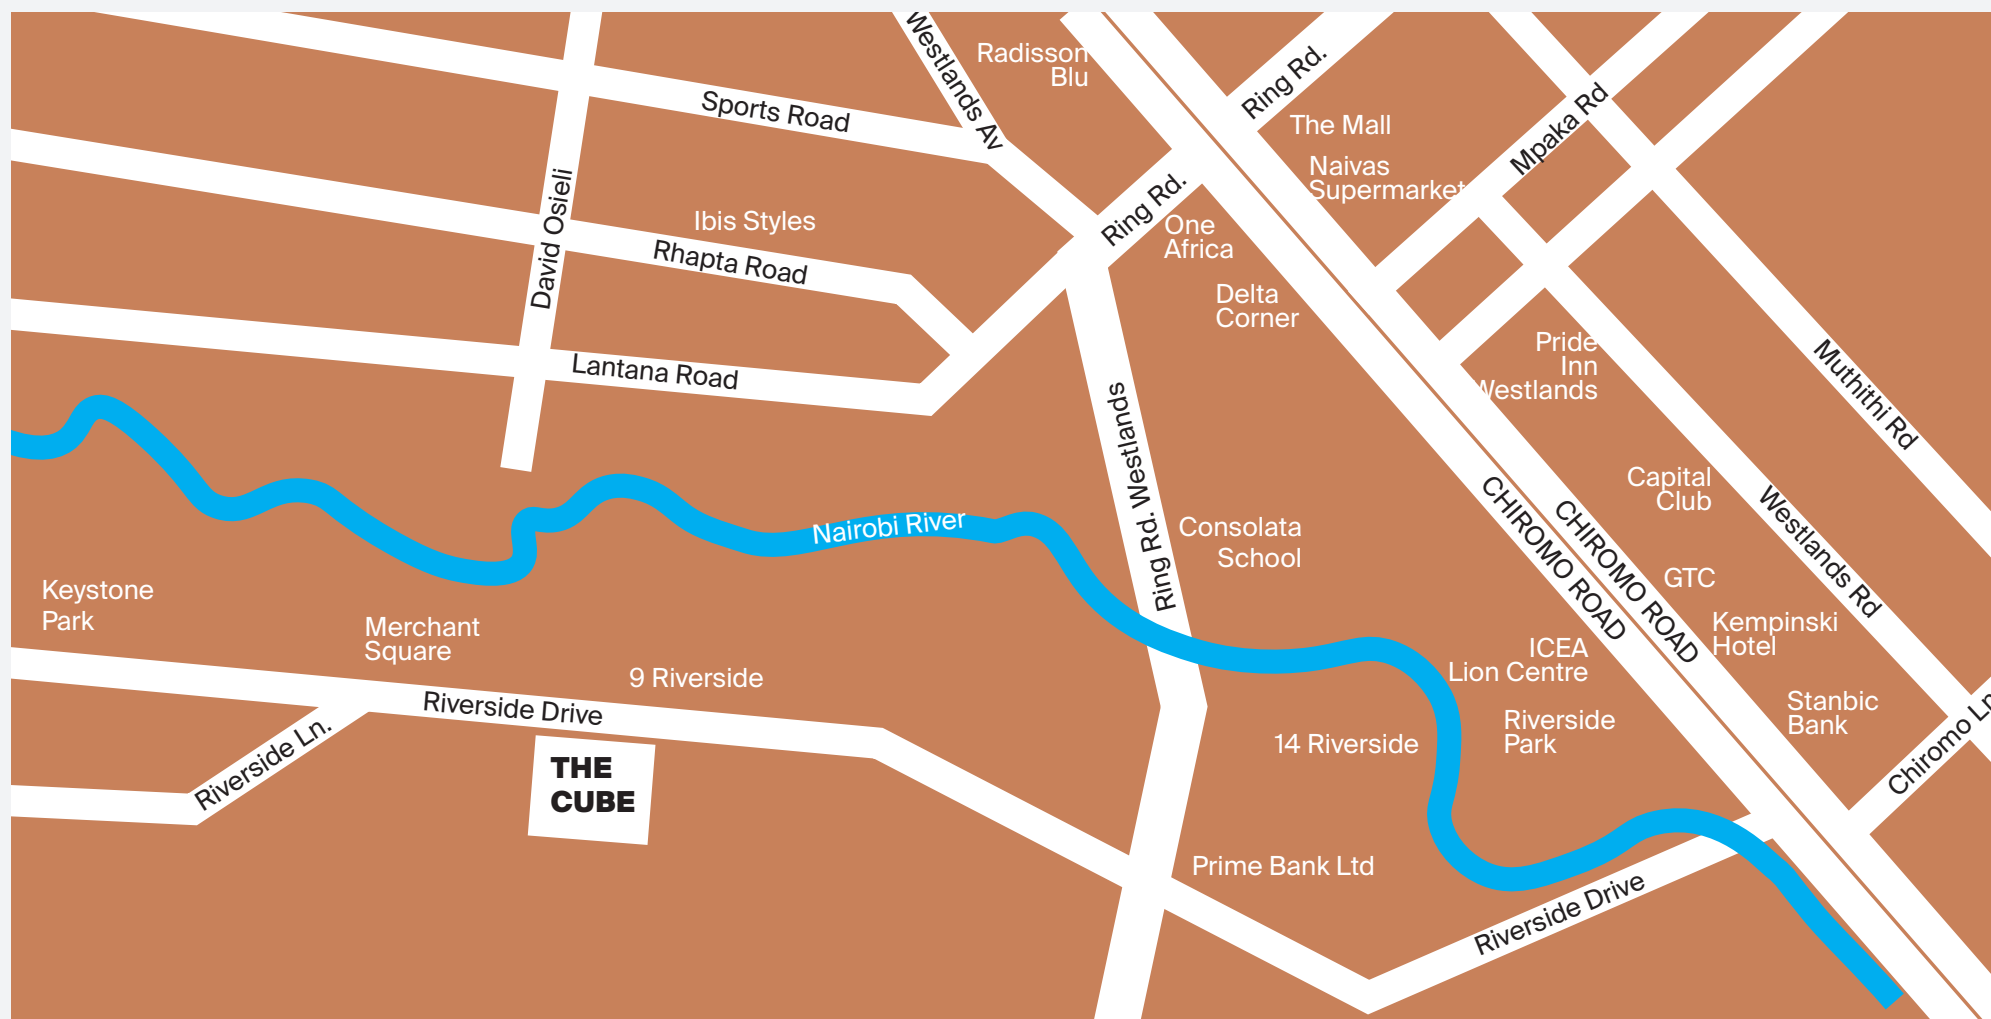 Westlands Av
Radisson
Blu
Sports Road
Ring Rd.
The Mall
Mpaka Rd
Naivas
Supermarket
David Osieli
Ibis Styles
Rhapta Road
Ring Rd.
One
Africa
Delta
Corner
Lantana Road
Pride
Inn
Westlands
Muthithi Rd
Ring Rd. Westlands
Capital
Club
CHIROMO ROAD
CHIROMO ROAD
Westlands Rd
Nairobi River
Consolata
School
GTC
Keystone
Park
Merchant
Square
Kempinski
Hotel
ICEA
Lion Centre
9 Riverside
Riverside Drive
Stanbic
Bank
Riverside
Park
14 Riverside
Chiromo Ln
Riverside Ln.
THE
CUBE
Prime Bank Ltd
Riverside Drive